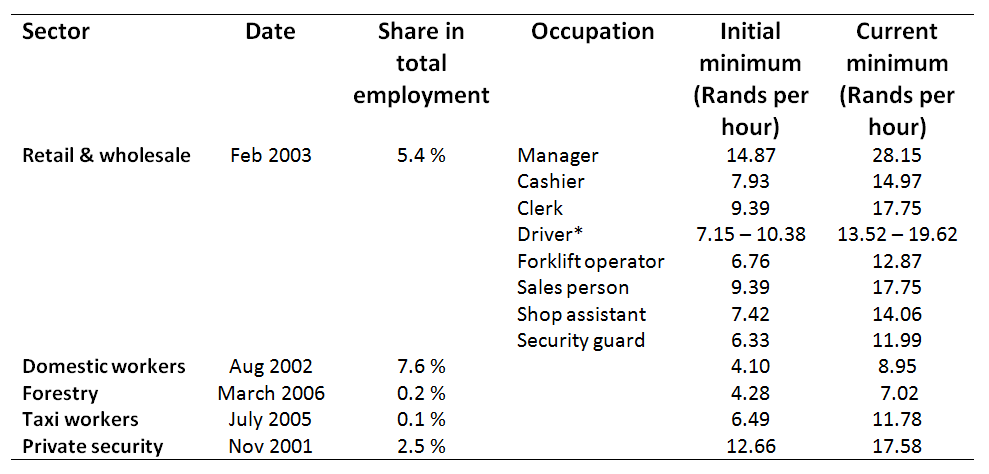 Sector Date Share in total employment Occupation Initial minimum (Rands per hour) Current minimum (Rands per hour)
Retail & wholesale Feb 2003 5.4 % Manager 14.87 28.15
Cashier 7.93 14.97
Clerk 9.39 17.75
Driver* 7.15 – 10.38 13.52 – 19.62
Forklift operator 6.76 12.87
Sales person 9.39 17.75
Shop assistant 7.42 14.06
Security guard 6.33 11.99
Domestic workers Aug 2002 7.6 % 4.10 8.95
Forestry March 2006 0.2 % 4.28 7.02
Taxi workers July 2005 0.1 % 6.49 11.78
Private security Nov 2001 2.5 % 12.66 17.58